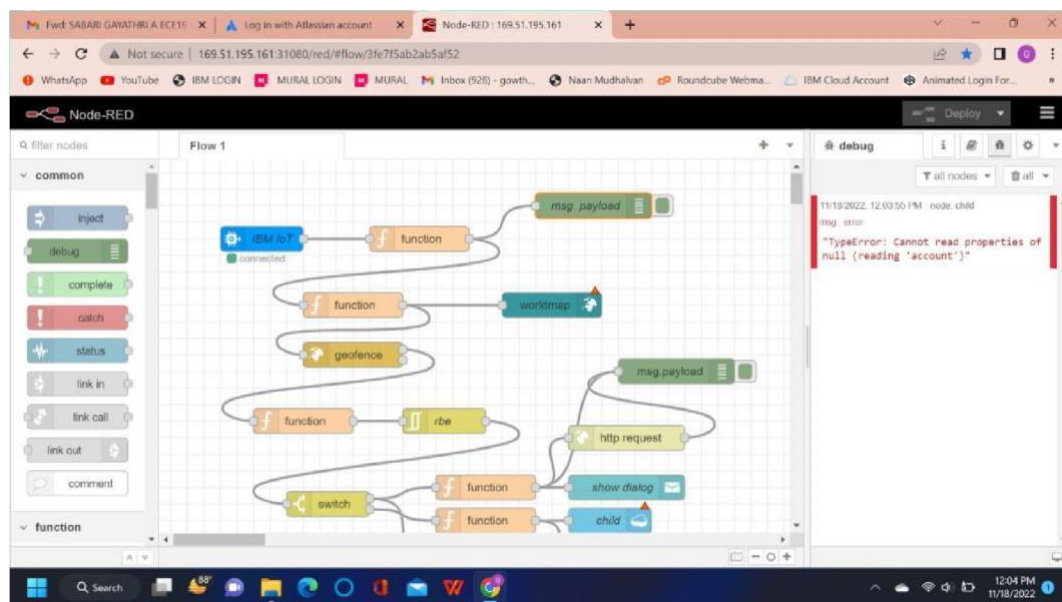 Fwd: SABARI GAYATHRI A ECE19
Log in with Atlassian account
Node-RED : 169.51.195.161
Not secure | 169.51.195.161:31080/red/#flow/3fe7f5ab2ab5af52
G
WhatsApp YouTube IBM LOGIN MURAL LOGIN MURAL Inbox (928) - gowth... Naan Mudhalvan Roundcube Webma... IBM Cloud Account Animated Login For...
Node-RED
Deploy
filter nodes
Flow 1
debug
i
common
all nodes
all
inject
debug
complete
catch
status
link in
link call
link out
comment
function
IBM IoT
connected
function
msg. payload
function
worldmap
geofence
msg.payload
function
rbe
http request
switch
function
show dialog
function
child
11/18/2022, 12:03:55 PM node: child
msg : error
"TypeError: Cannot read properties of
null (reading 'account')"
Search
88°
12:04 PM
11/18/2022